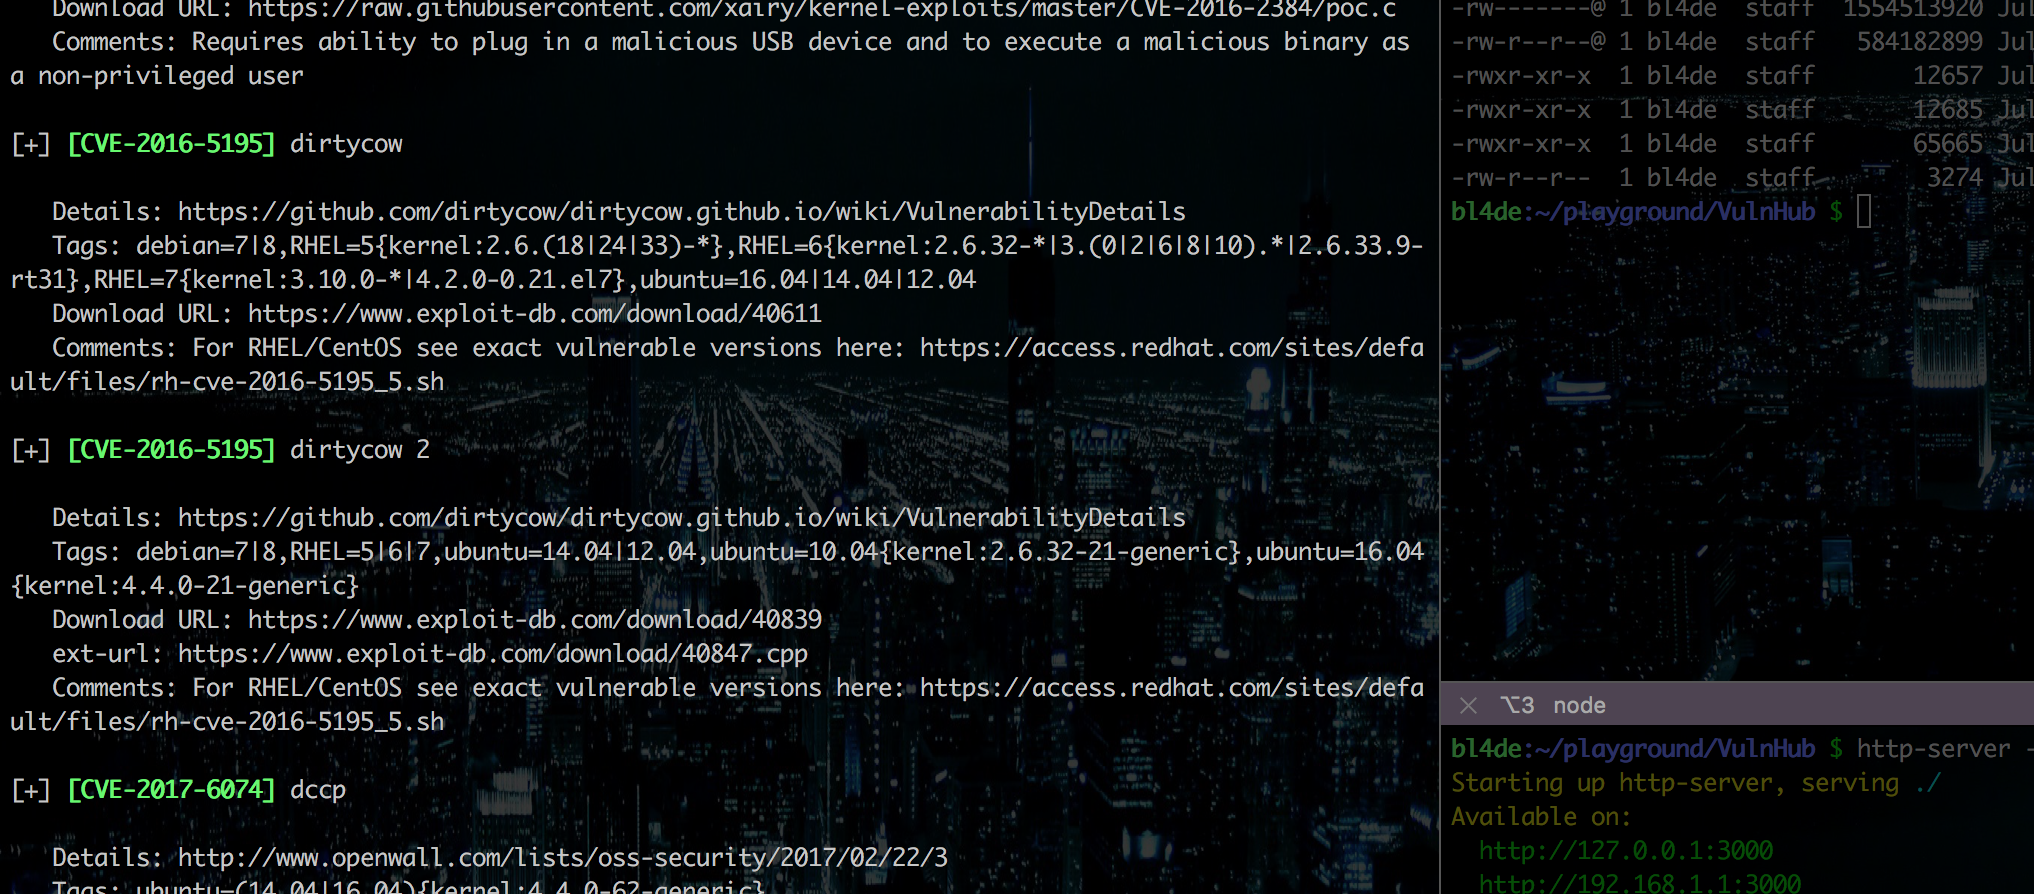 Download URL: https://raw.githubusercontent.com/xairy/kernel-exploits/master/CVE-2016-2384/poc.c
Comments: Requires ability to plug in a malicious USB device and to execute a malicious binary as
a non-privileged user
[+] [CVE-2016-5195] dirtycow
Details: https://github.com/dirtycow/dirtycow.github.io/wiki/VulnerabilityDetails
Tags: debian=7|8,RHEL=5{kernel:2.6.(18|24|33)-*},RHEL=6{kernel:2.6.32-*|3.(0|2|6|8|10).*|2.6.33.9-
rt31},RHEL=7{kernel:3.10.0-*|4.2.0-0.21.el7},ubuntu=16.04|14.04|12.04
Download URL: https://www.exploit-db.com/download/40611
Comments: For RHEL/CentOS see exact vulnerable versions here: https://access.redhat.com/sites/defa
ult/files/rh-cve-2016-5195_5.sh
[+] [CVE-2016-5195] dirtycow 2
Details: https://github.com/dirtycow/dirtycow.github.io/wiki/VulnerabilityDetails
Tags: debian=7|8,RHEL=5|6|7,ubuntu=14.04|12.04,ubuntu=10.04{kernel:2.6.32-21-generic},ubuntu=16.04
{kernel:4.4.0-21-generic}
Download URL: https://www.exploit-db.com/download/40839
ext-url: https://www.exploit-db.com/download/40847.cpp
Comments: For RHEL/CentOS see exact vulnerable versions here: https://access.redhat.com/sites/defa
ult/files/rh-cve-2016-5195_5.sh
[+] [CVE-2017-6074] dccp
Details: http://www.openwall.com/lists/oss-security/2017/02/22/3
Tags: ubuntu=(14.04|16.04){kernel:4.4.0-62-generic}
-rw-------@ 1 bl4de staff 1554513920 Jul
-rw-r--r--@ 1 bl4de staff 584182899 Jul
-rwxr-xr-x 1 bl4de staff 12657 Jul
-rwxr-xr-x 1 bl4de staff 12685 Jul
-rwxr-xr-x 1 bl4de staff 65665 Jul
-rw-r--r-- 1 bl4de staff 3274 Jul
bl4de:~/playground/VulnHub $
⌥3 node
bl4de:~/playground/VulnHub $ http-server -
Starting up http-server, serving ./
Available on:
http://127.0.0.1:3000
http://192.168.1.1:3000